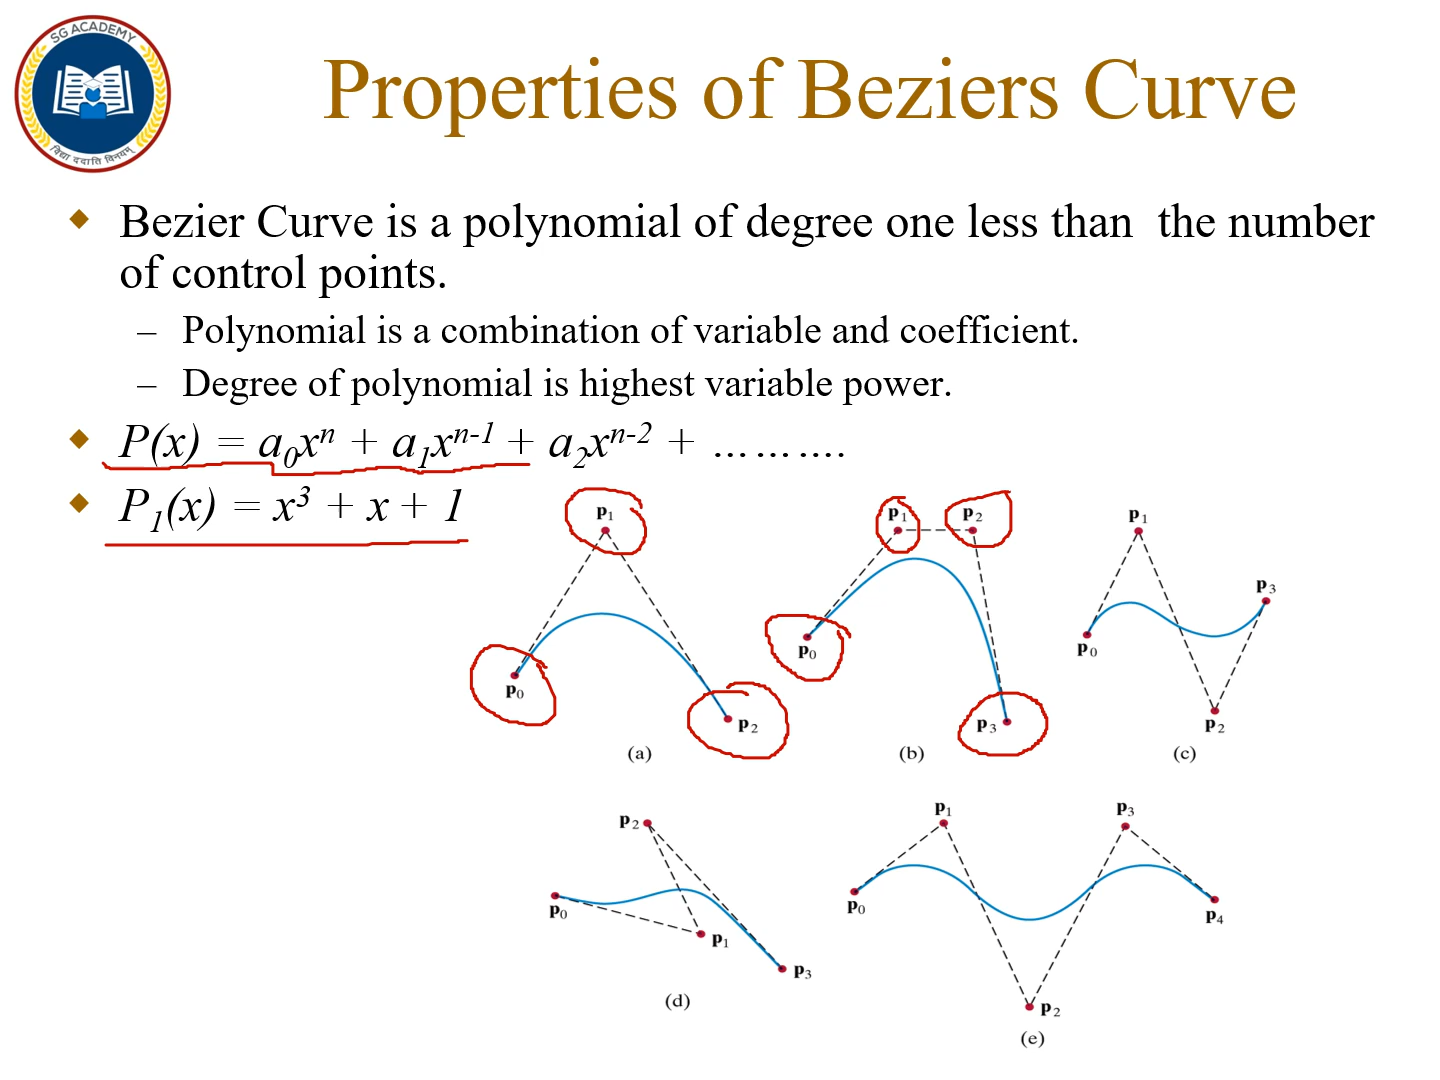 SG ACADEMY
विद्या ददाति विनयम्
Properties of Beziers Curve
Bezier Curve is a polynomial of degree one less than the number
of control points.
– Polynomial is a combination of variable and coefficient.
– Degree of polynomial is highest variable power.
P(x) = a₀xⁿ + a₁xⁿ⁻¹ + a₂xⁿ⁻² + ……….
P₁(x) = x³ + x + 1
p₁
p₀
p₂
(a)
p₁ p₂
p₀
p₃
(b)
p₁
p₃
p₀
p₂
(c)
p₂
p₀
p₁
p₃
(d)
p₁ p₃
p₀
p₄
p₂
(e)